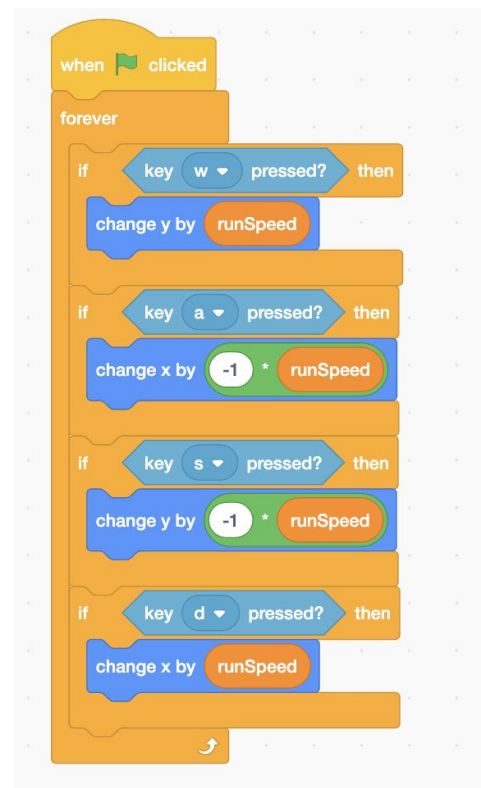 when clicked
forever
if key w pressed? then
change y by runSpeed
if key a pressed? then
change x by -1 * runSpeed
if key s pressed? then
change y by -1 * runSpeed
if key d pressed? then
change x by runSpeed